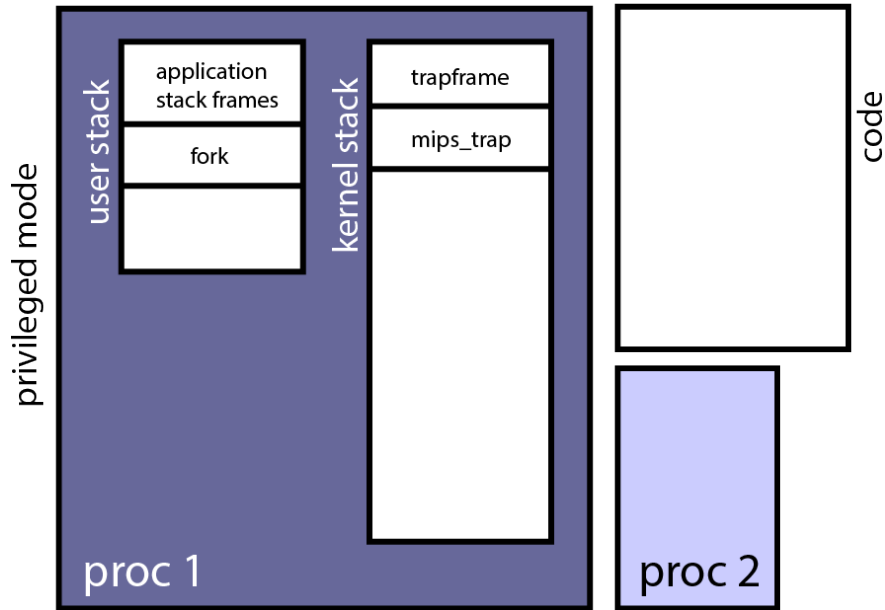 privileged mode
user stack
application
stack frames
fork
kernel stack
trapframe
mips_trap
code
proc 1
proc 2